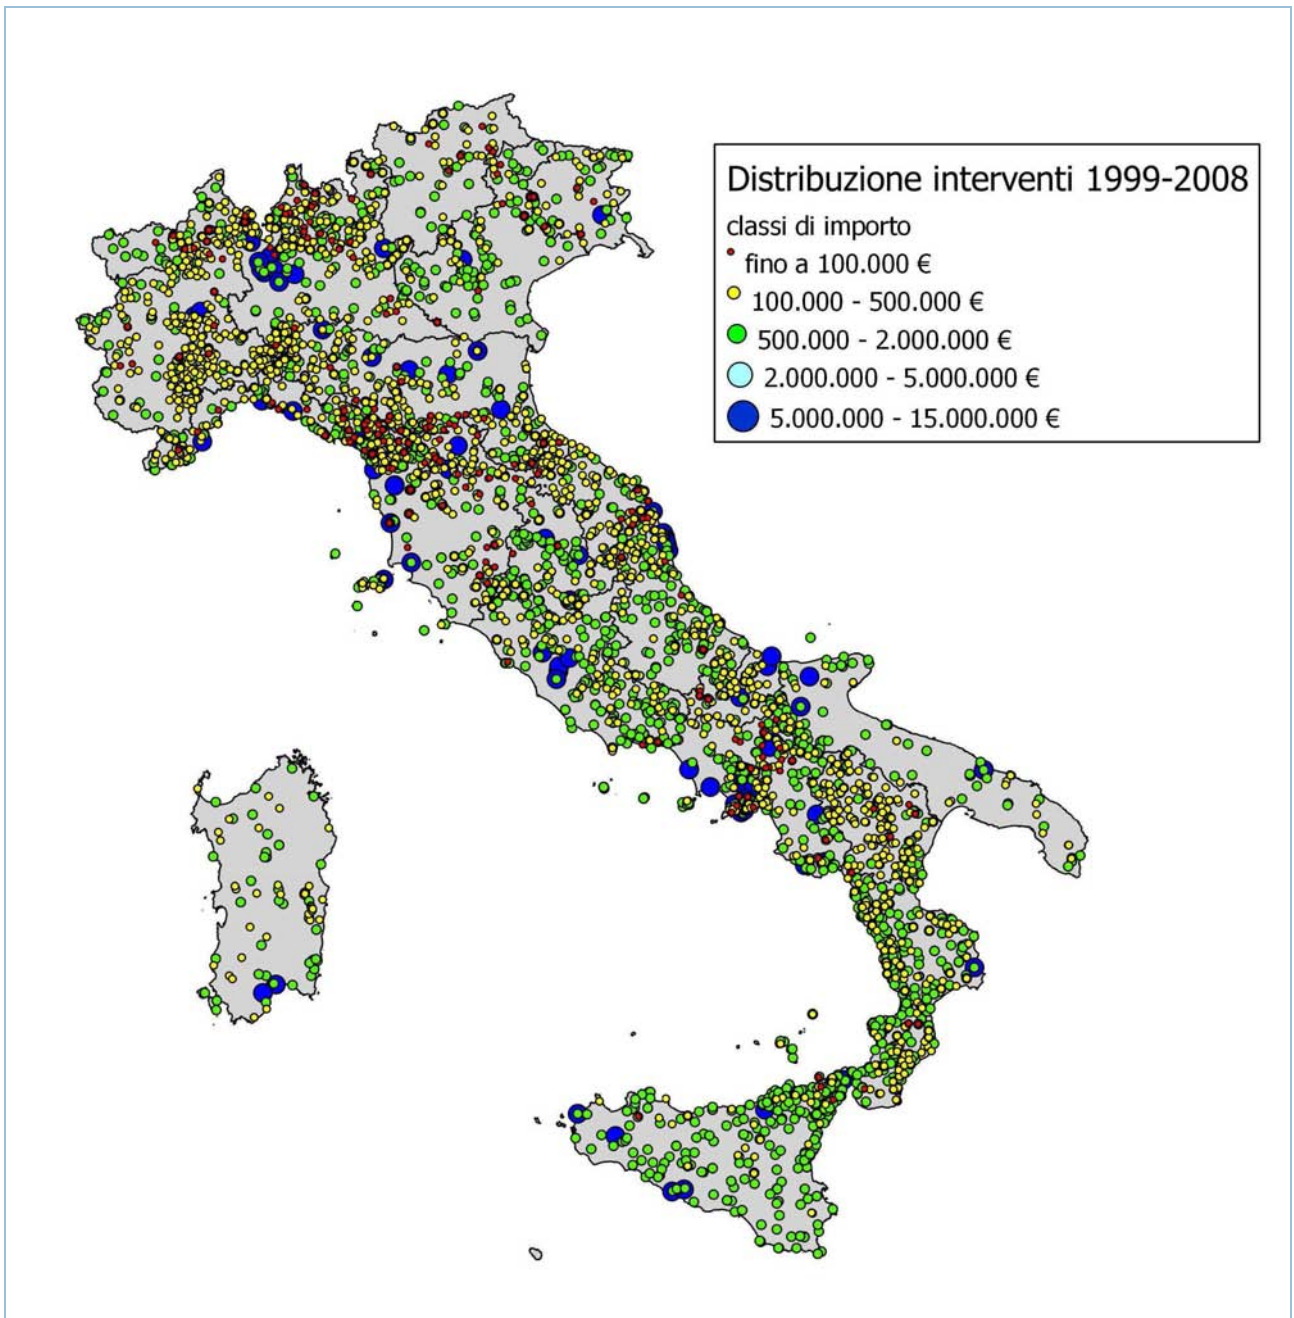 Distribuzione interventi 1999-2008
classi di importo
fino a 100.000 €
100.000 - 500.000 €
500.000 - 2.000.000 €
2.000.000 - 5.000.000 €
5.000.000 - 15.000.000 €